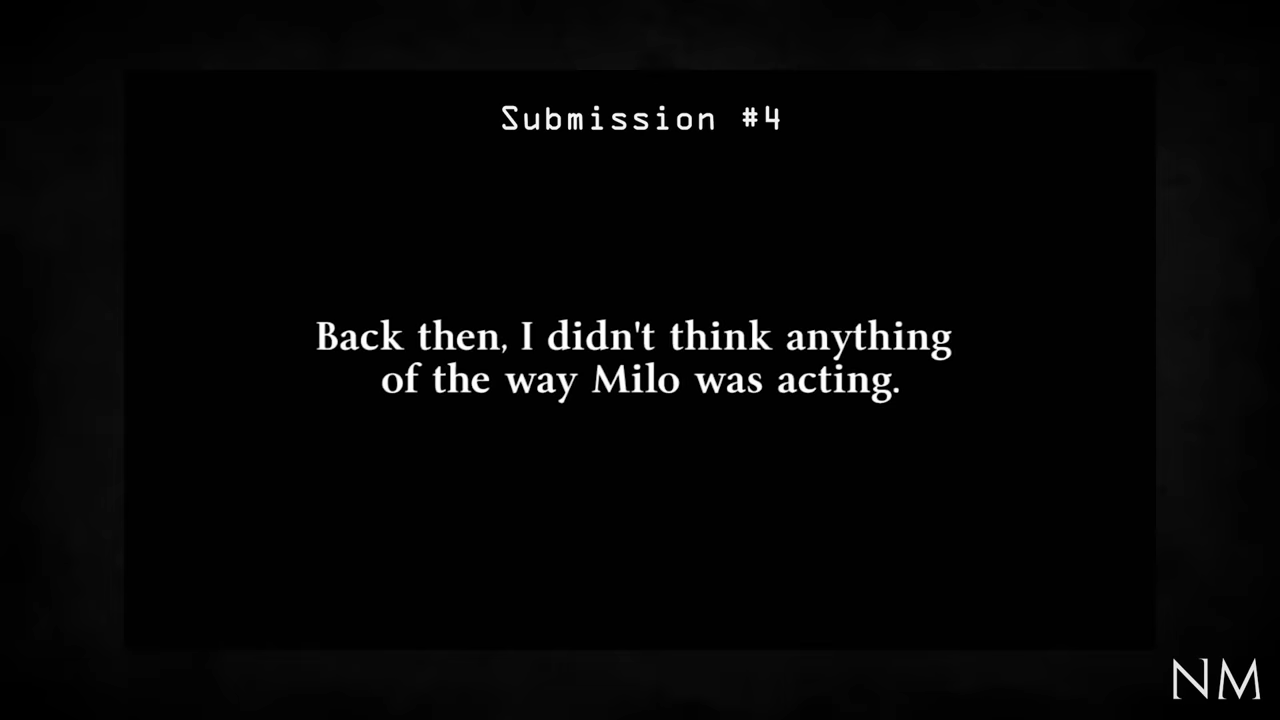 Submission #4
Back then, I didn't think anything
of the way Milo was acting.
NM